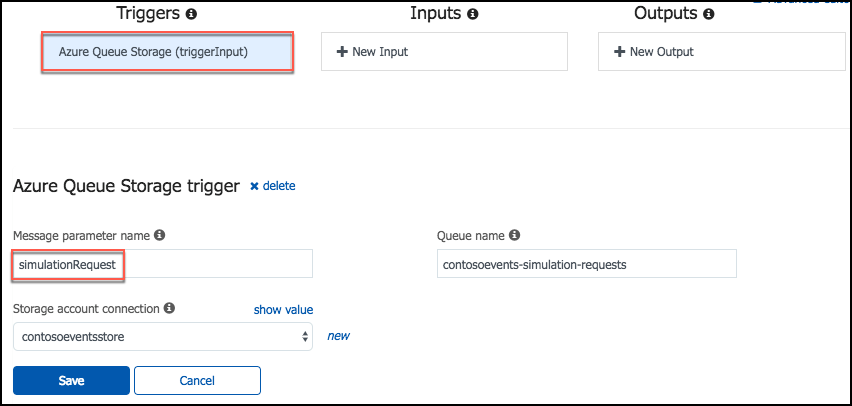 Triggers
Inputs
Outputs
Azure Queue Storage (triggerInput)
New Input
New Output
Azure Queue Storage trigger
delete
Message parameter name
Queue name
simulationRequest
contosoevents-simulation-requests
Storage account connection
show value
contosoeventsstore
new
Save
Cancel